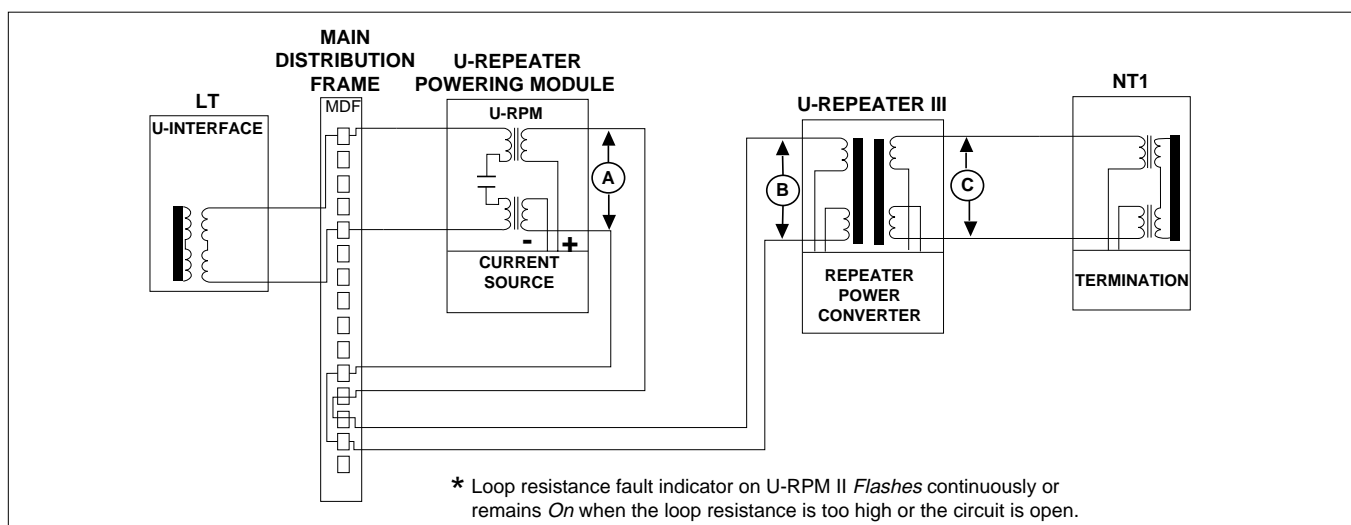 MAIN
DISTRIBUTION
FRAME
MDF
LT
U-INTERFACE
U-REPEATER
POWERING MODULE
U-RPM
- +
CURRENT
SOURCE
A
U-REPEATER III
B
C
REPEATER
POWER
CONVERTER
NT1
TERMINATION
* Loop resistance fault indicator on U-RPM II Flashes continuously or
remains On when the loop resistance is too high or the circuit is open.